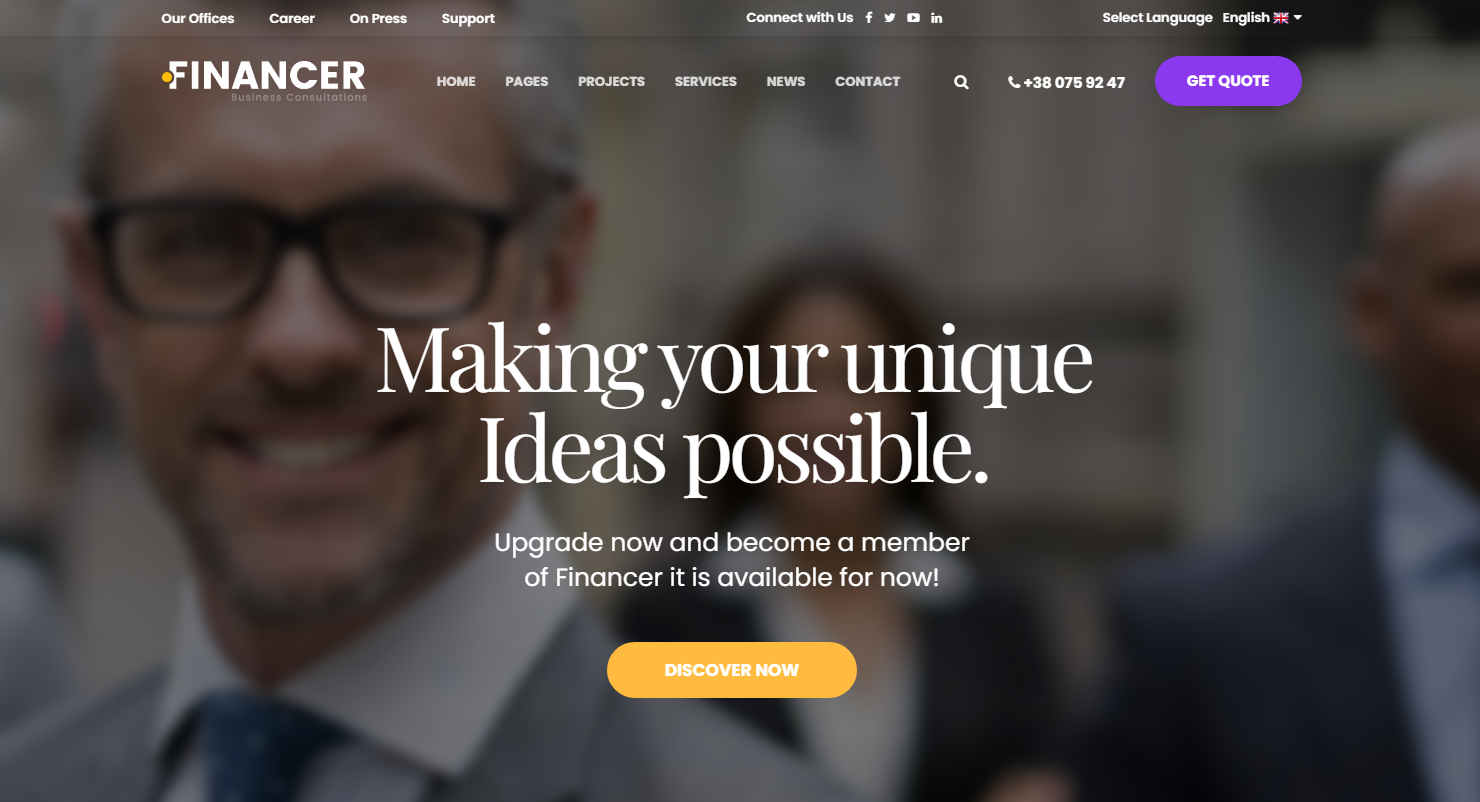 Our Offices Career On Press Support Connect with Us Select Language English
FINANCER
Business Consultations
HOME PAGES PROJECTS SERVICES NEWS CONTACT +38 075 92 47 GET QUOTE
Making your unique
Ideas possible.
Upgrade now and become a member
of Financer it is available for now!
DISCOVER NOW